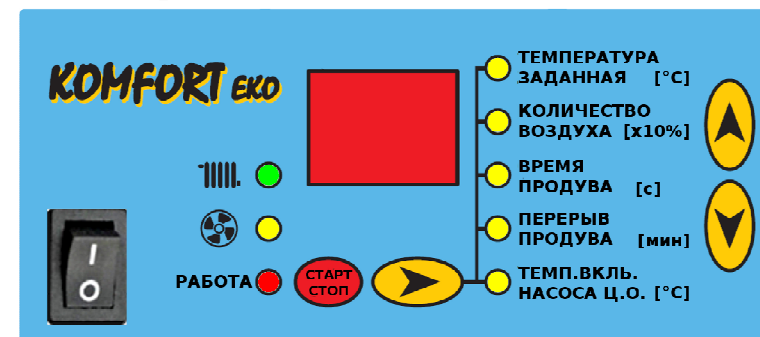 KOMFORT EKO
ТЕМПЕРАТУРА
ЗАДАННАЯ [°C]
КОЛИЧЕСТВО
ВОЗДУХА [x10%]
ВРЕМЯ
ПРОДУВА [c]
ПЕРЕРЫВ
ПРОДУВА [мин]
ТЕМП.ВКЛЬ.
НАСОСА Ц.О. [°C]
РАБОТА
СТАРТ
СТОП
I
O